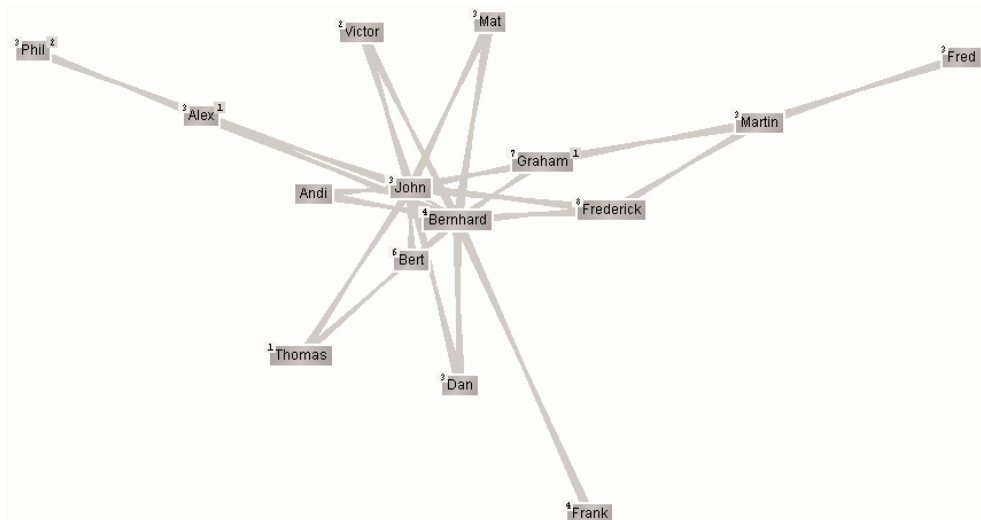 2 Victor
3 Mat
3 Phil 2
3 Fred
3 Alex 1
3 Martin
7 Graham 1
3 John
Andi
8 Frederick
4 Bernhard
6 Bert
1 Thomas
3 Dan
4 Frank